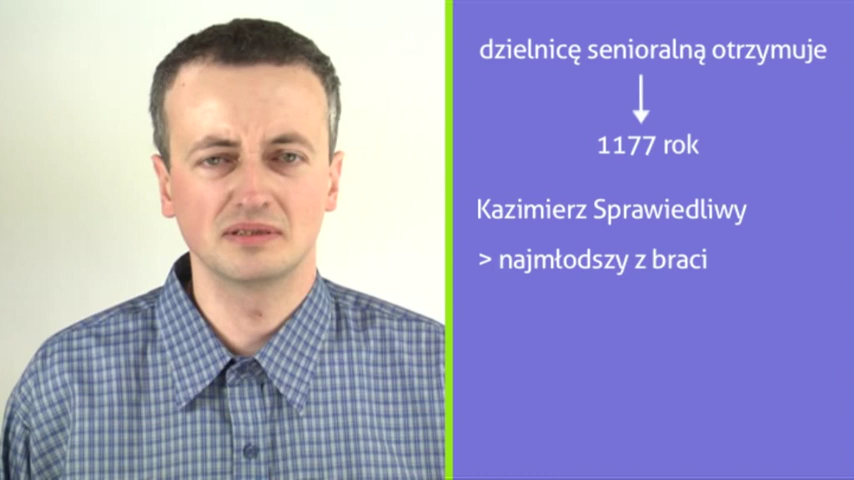 dzielnicę senioralną otrzymuje
1177 rok
Kazimierz Sprawiedliwy
> najmłodszy z braci